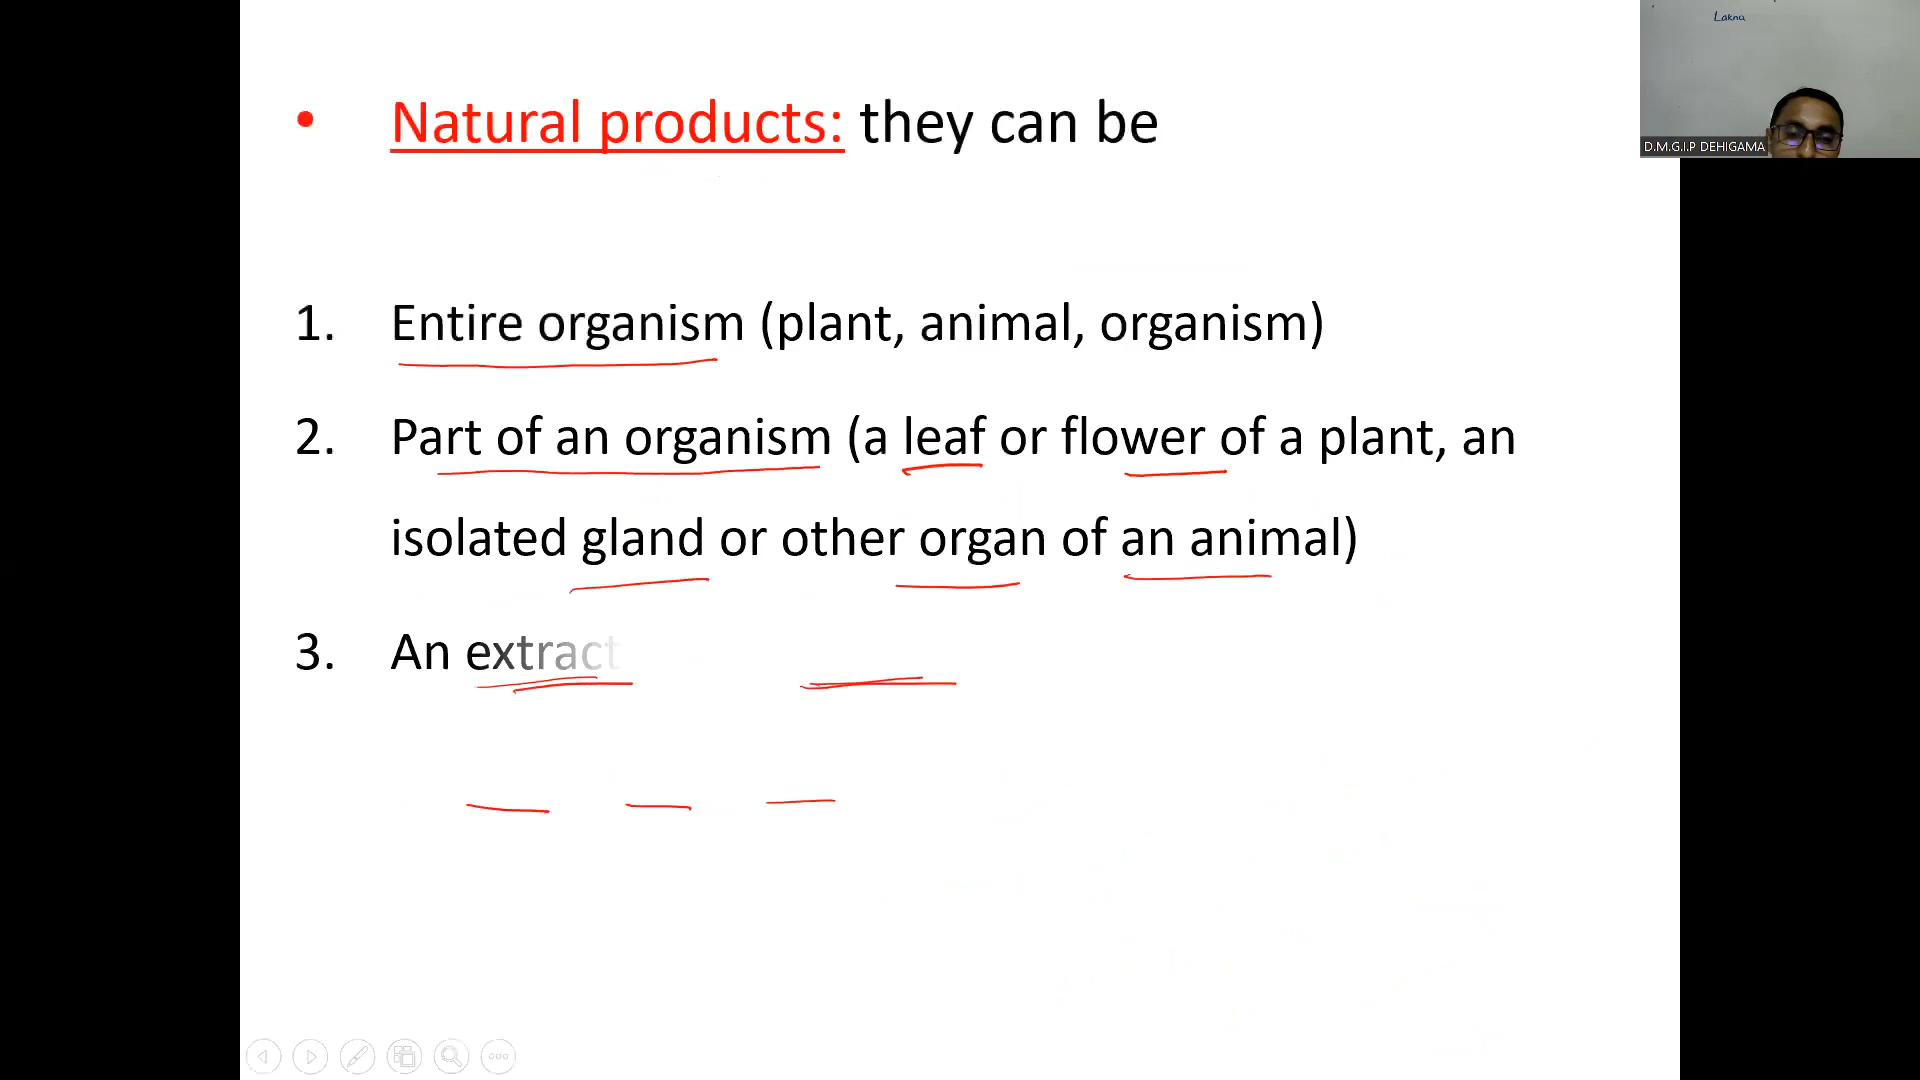 Lakna
D.M.G.I.P DEHIGAMA
• Natural products: they can be
1. Entire organism (plant, animal, organism)
2. Part of an organism (a leaf or flower of a plant, an
isolated gland or other organ of an animal)
3. An extract